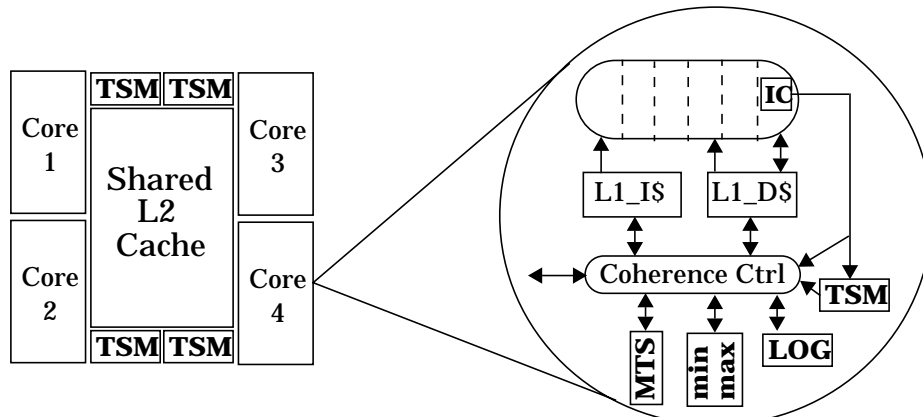 TSM TSM
Core
1
Core
3
Shared
L2
Cache
Core
2
Core
4
TSM TSM
IC
L1_I$
L1_D$
Coherence Ctrl
TSM
MTS
min
max
LOG